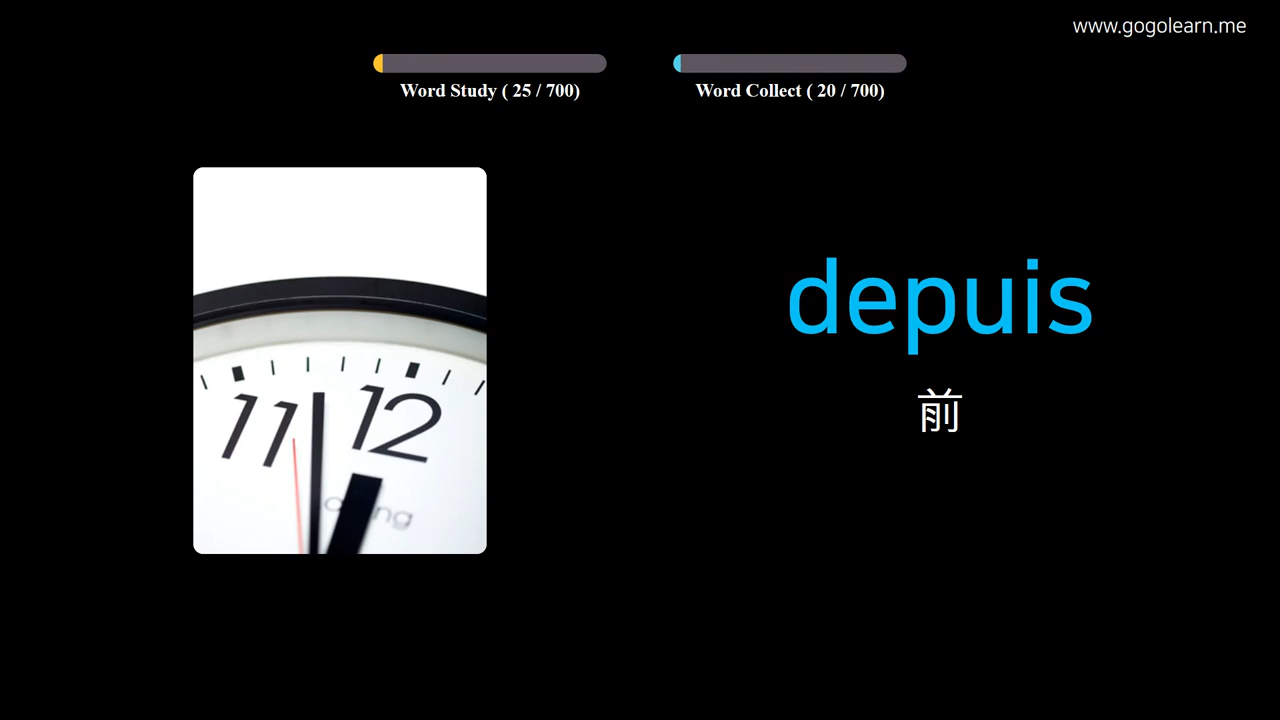 www.gogolearn.me
Word Study ( 25 / 700)
Word Collect ( 20 / 700)
depuis
前
11
12